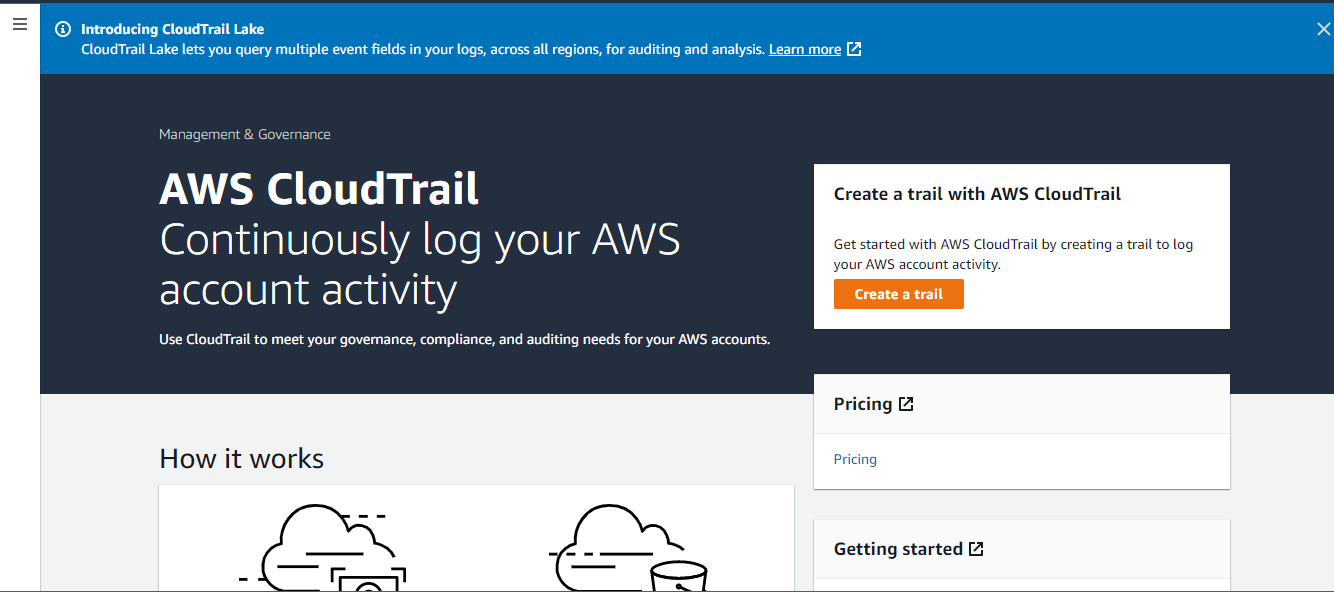 Introducing CloudTrail Lake
CloudTrail Lake lets you query multiple event fields in your logs, across all regions, for auditing and analysis. Learn more
Management & Governance
AWS CloudTrail
Continuously log your AWS
account activity
Use CloudTrail to meet your governance, compliance, and auditing needs for your AWS accounts.
Create a trail with AWS CloudTrail
Get started with AWS CloudTrail by creating a trail to log
your AWS account activity.
Create a trail
Pricing
Pricing
How it works
Getting started